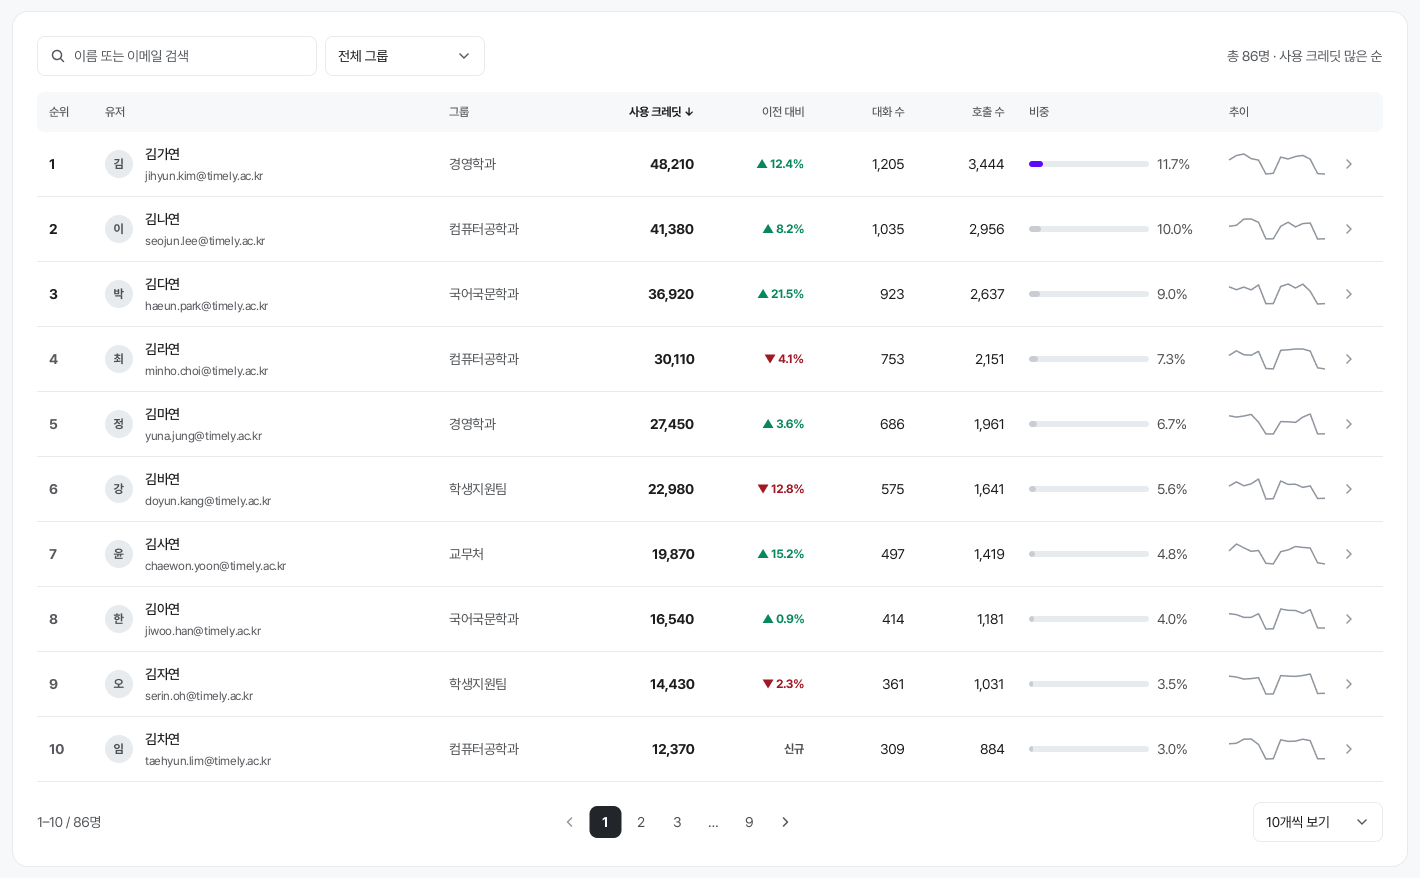 이름 또는 이메일 검색
전체 그룹
총 86명 · 사용 크레딧 많은 순
순위 유저 그룹 사용 크레딧 ↓ 이전 대비 대화 수 호출 수 비중 추이
1 김 김가연 경영학과 48,210 ▲ 12.4% 1,205 3,444 11.7%
jihyun.kim@timely.ac.kr
2 이 김나연 컴퓨터공학과 41,380 ▲ 8.2% 1,035 2,956 10.0%
seojun.lee@timely.ac.kr
3 박 김다연 국어국문학과 36,920 ▲ 21.5% 923 2,637 9.0%
haeun.park@timely.ac.kr
4 최 김라연 컴퓨터공학과 30,110 ▼ 4.1% 753 2,151 7.3%
minho.choi@timely.ac.kr
5 정 김마연 경영학과 27,450 ▲ 3.6% 686 1,961 6.7%
yuna.jung@timely.ac.kr
6 강 김바연 학생지원팀 22,980 ▼ 12.8% 575 1,641 5.6%
doyun.kang@timely.ac.kr
7 윤 김사연 교무처 19,870 ▲ 15.2% 497 1,419 4.8%
chaewon.yoon@timely.ac.kr
8 한 김아연 국어국문학과 16,540 ▲ 0.9% 414 1,181 4.0%
jiwoo.han@timely.ac.kr
9 오 김자연 학생지원팀 14,430 ▼ 2.3% 361 1,031 3.5%
serin.oh@timely.ac.kr
10 임 김차연 컴퓨터공학과 12,370 신규 309 884 3.0%
taehyun.lim@timely.ac.kr
1–10 / 86명
1 2 3 ... 9
10개씩 보기